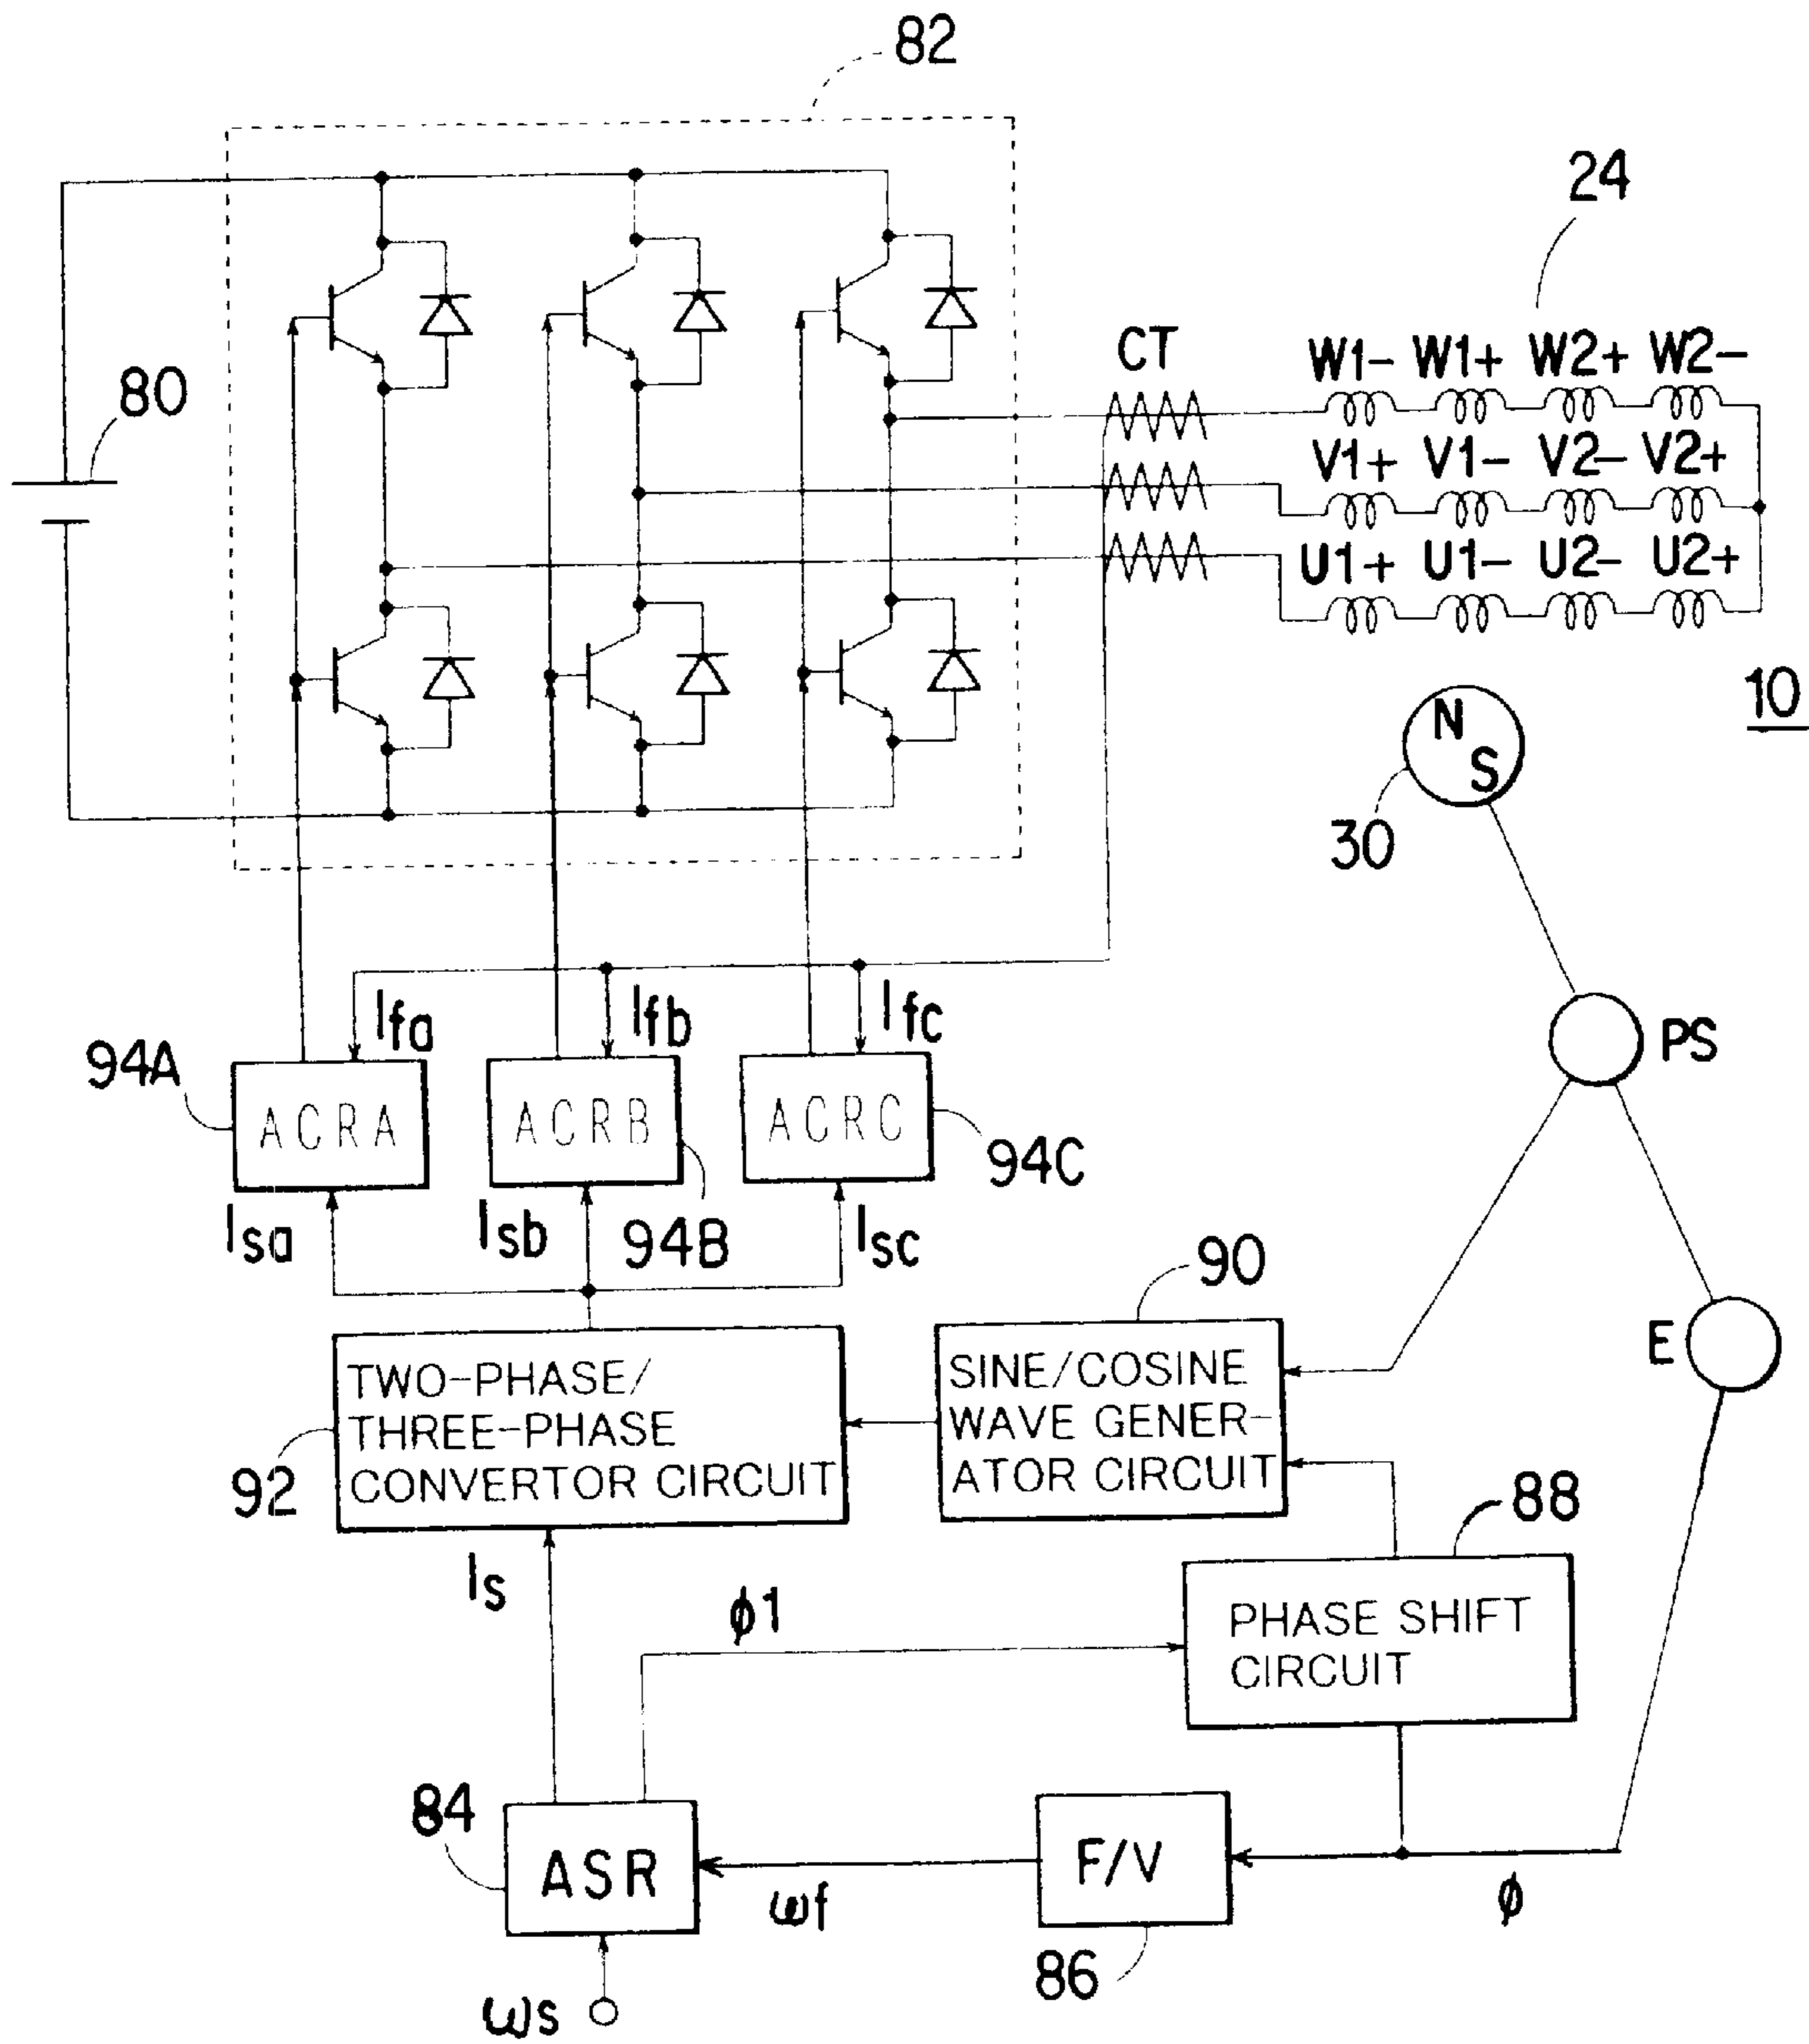 82
24
80
CT
W1- W1+ W2+ W2-
V1+ V1- V2- V2+
U1+ U1- U2- U2+
10
N
S
30
PS
Ifa
Ifb
Ifc
94A
ACRA
ACRB
ACRC
94C
Isa
Isb
94B
Isc
90
E
TWO-PHASE/
THREE-PHASE
CONVERTOR CIRCUIT
SINE/COSINE
WAVE GENER-
ATOR CIRCUIT
92
88
Is
ϕ1
PHASE SHIFT
CIRCUIT
84
ASR
ωf
F/V
ϕ
86
ωs